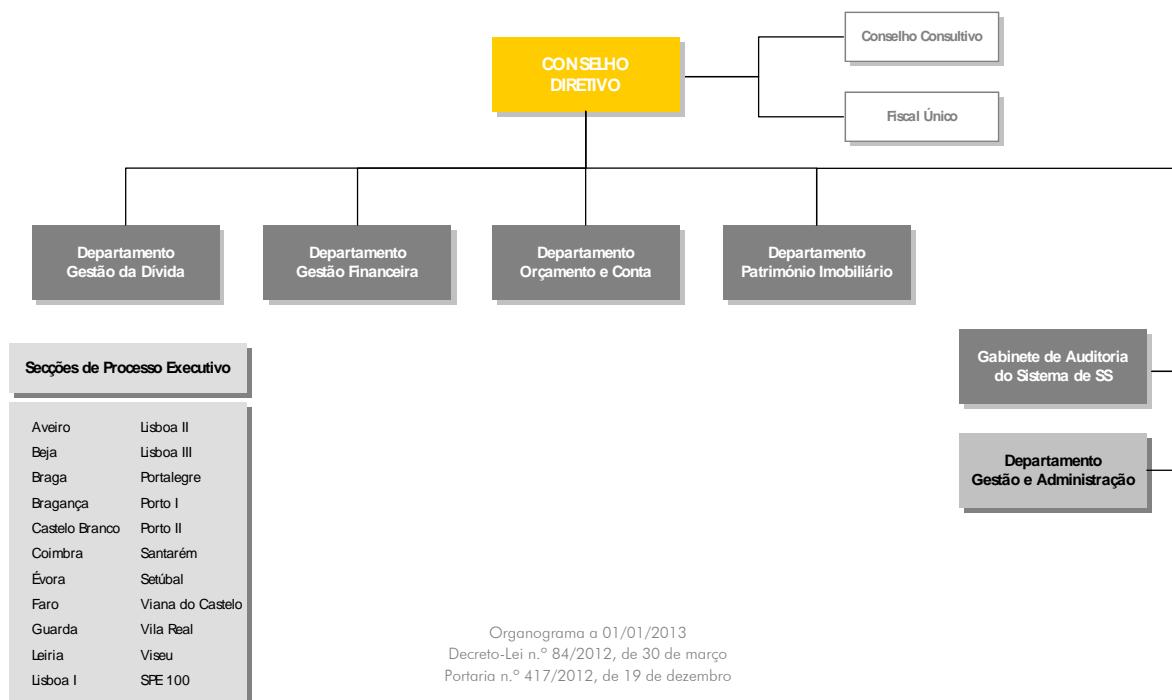 CONSELHO
DIRETIVO
Conselho Consultivo
Fiscal Único
Departamento
Gestão da Dívida
Departamento
Gestão Financeira
Departamento
Orçamento e Conta
Departamento
Património Imobiliário
Secções de Processo Executivo
Aveiro Lisboa II
Beja Lisboa III
Braga Portalegre
Bragança Porto I
Castelo Branco Porto II
Coimbra Santarém
Évora Setúbal
Faro Viana do Castelo
Guarda Vila Real
Leiria Viseu
Lisboa I SPE 100
Gabinete de Auditoria
do Sistema de SS
Departamento
Gestão e Administração
Organograma a 01/01/2013
Decreto-Lei n.º 84/2012, de 30 de março
Portaria n.º 417/2012, de 19 de dezembro